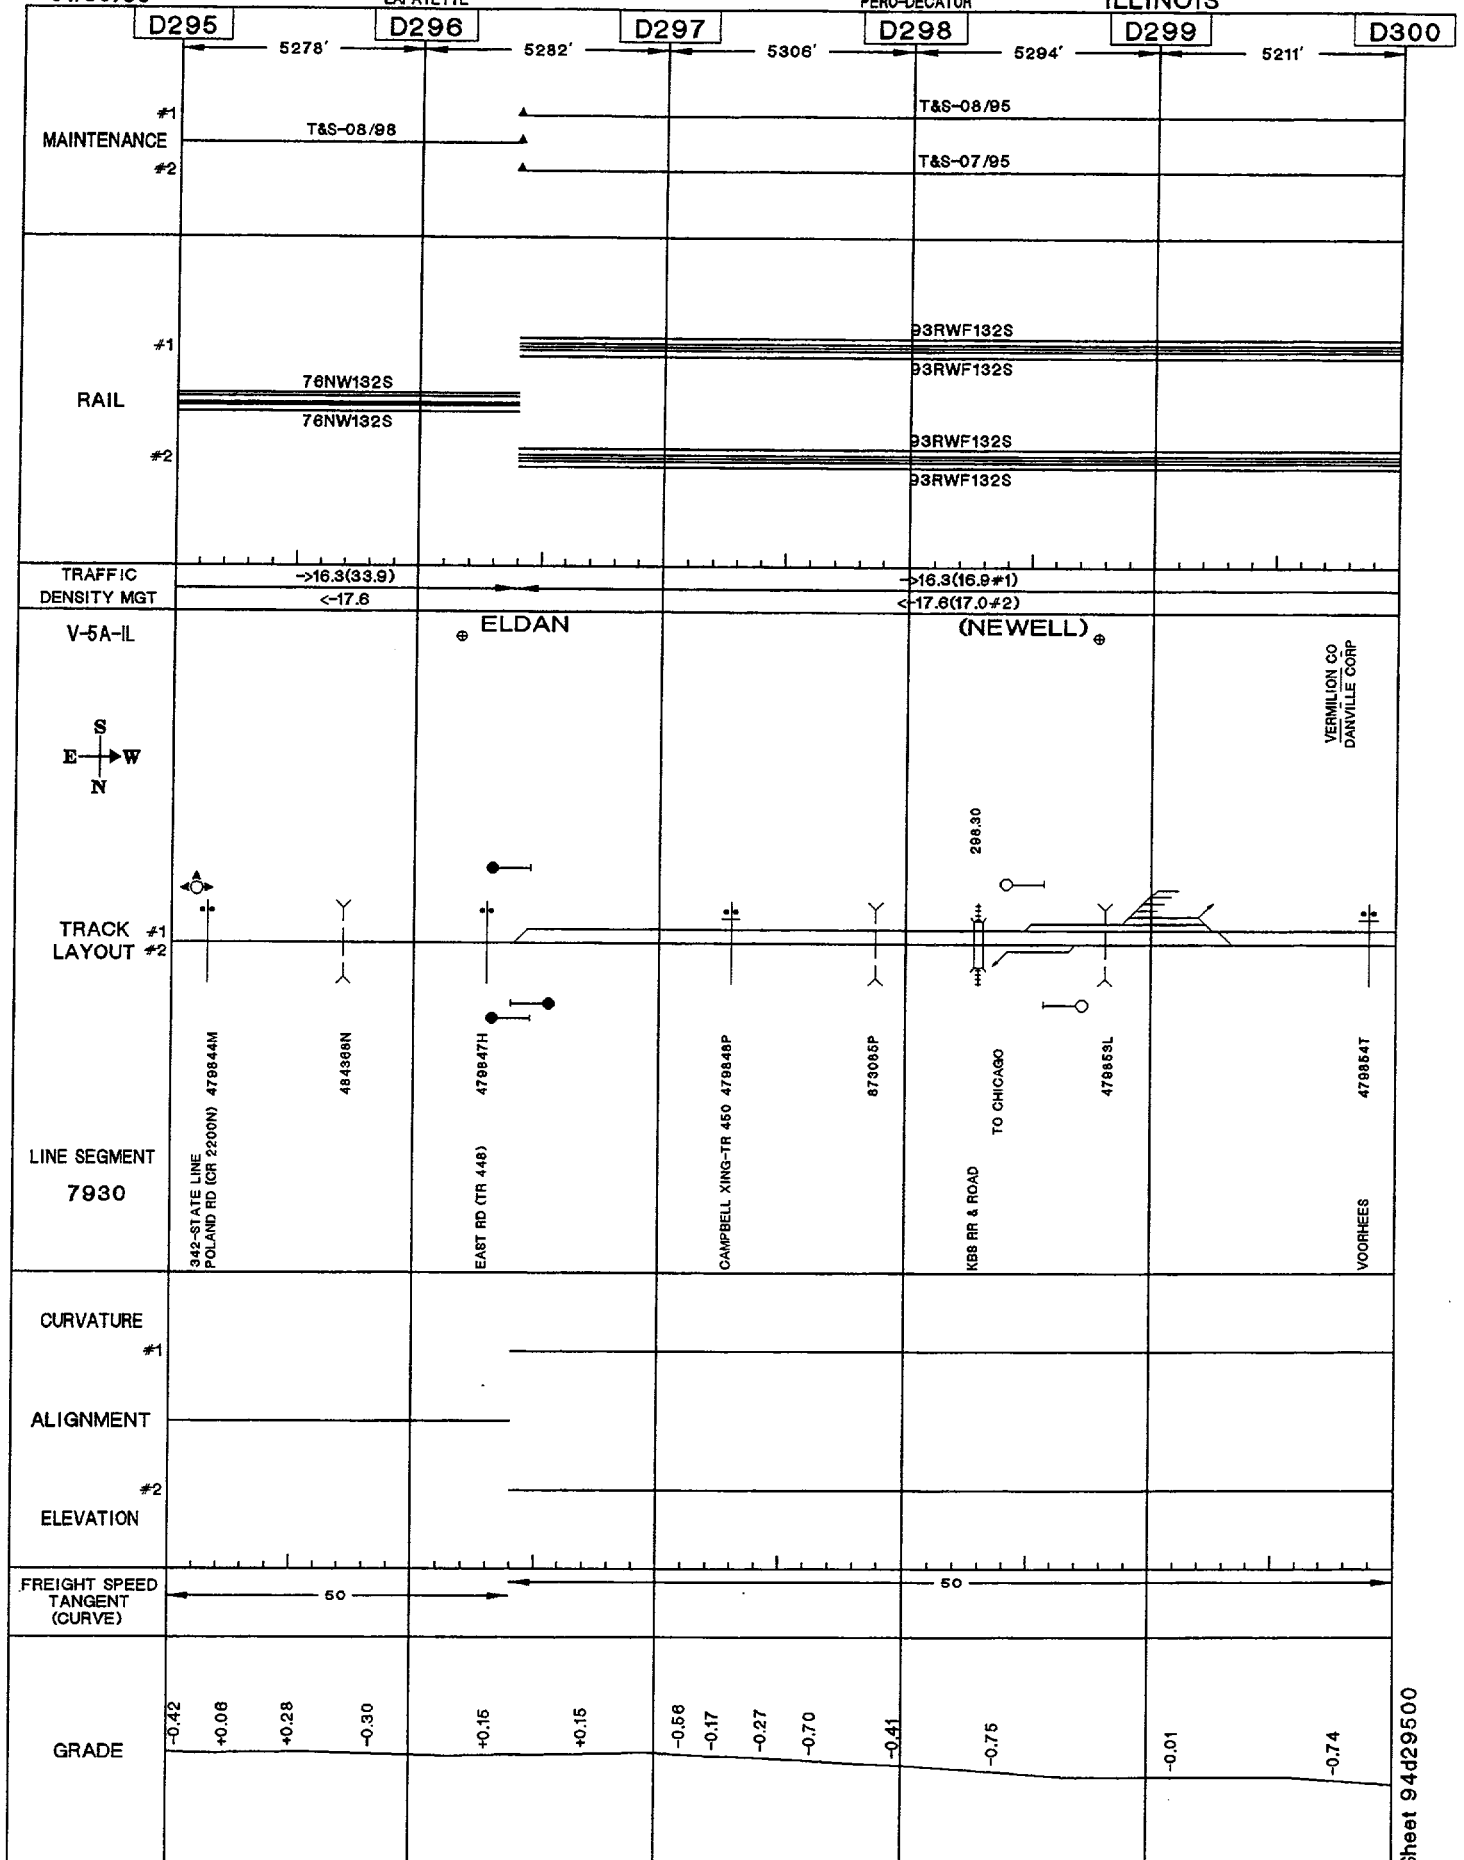 ILLINOIS
D295 D296 D297 D298 D299 D300
5278' 5282' 5306' 5294' 5211'
#1 T&S-08/95
MAINTENANCE T&S-08/98
#2 T&S-07/95
93RWF132S
#1
93RWF132S
76NW132S
RAIL
76NW132S
93RWF132S
#2
93RWF132S
TRAFFIC ->16.3(33.9) ->16.3(16.9#1)
DENSITY MGT <-17.6 <-17.6(17.0#2)
V-5A-IL ELDAN (NEWELL)
VERMILION CO
DANVILLE CORP
S
E W
N
298.30
TRACK #1
LAYOUT #2
342-STATE LINE
POLAND RD (CR 2200N) 479844M
484368N
EAST RD (TR 448) 479847H
CAMPBELL XING-TR 450 479848P
873085P
KBS RR & ROAD
TO CHICAGO
479853L
VOORHEES 479854T
LINE SEGMENT
7930
CURVATURE
#1
ALIGNMENT
#2
ELEVATION
FREIGHT SPEED
TANGENT
(CURVE)
50 50
GRADE
-0.42 +0.06 +0.28 -0.30 +0.15 +0.15 -0.56 -0.17 -0.27 -0.70 -0.41 -0.75 -0.01 -0.74
Sheet 94d29500